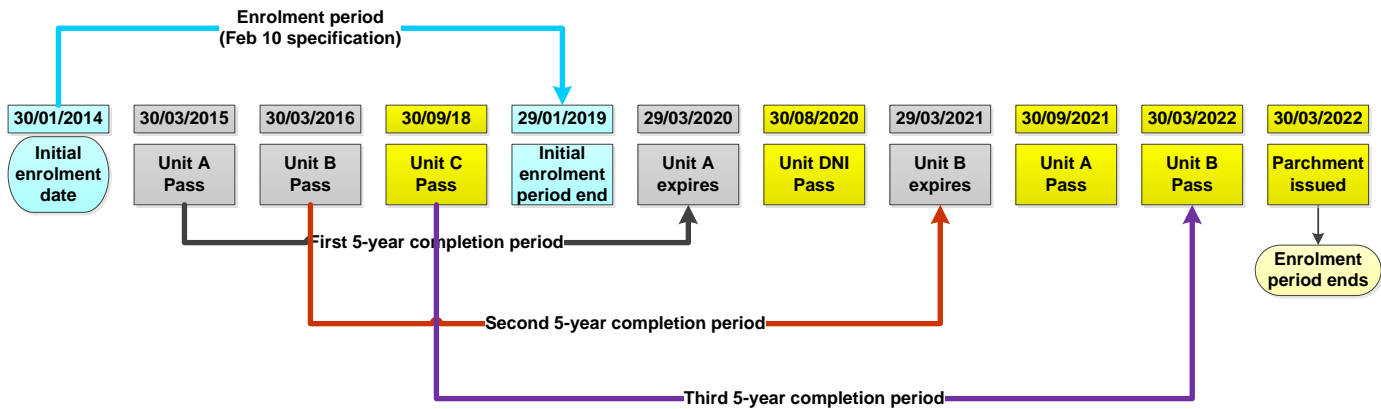 Enrolment period
(Feb 10 specification)
30/01/2014
30/03/2015
30/03/2016
30/09/18
29/01/2019
29/03/2020
30/08/2020
29/03/2021
30/09/2021
30/03/2022
30/03/2022
Initial
enrolment
date
Unit A
Pass
Unit B
Pass
Unit C
Pass
Initial
enrolment
period end
Unit A
expires
Unit DNI
Pass
Unit B
expires
Unit A
Pass
Unit B
Pass
Parchment
issued
First 5-year completion period
Enrolment
period ends
Second 5-year completion period
Third 5-year completion period